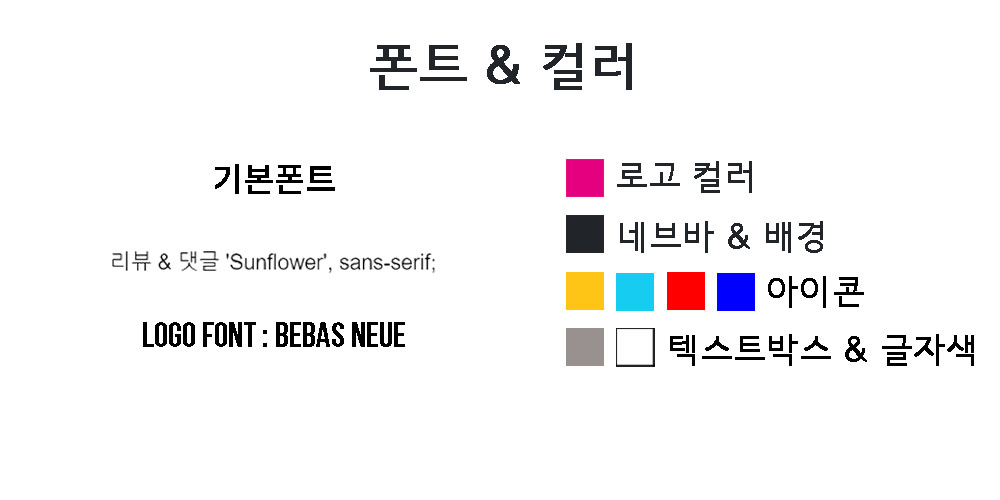 폰트 & 컬러
기본폰트
리뷰 & 댓글 'Sunflower', sans-serif;
LOGO FONT : BEBAS NEUE
로고 컬러
네브바 & 배경
아이콘
텍스트박스 & 글자색